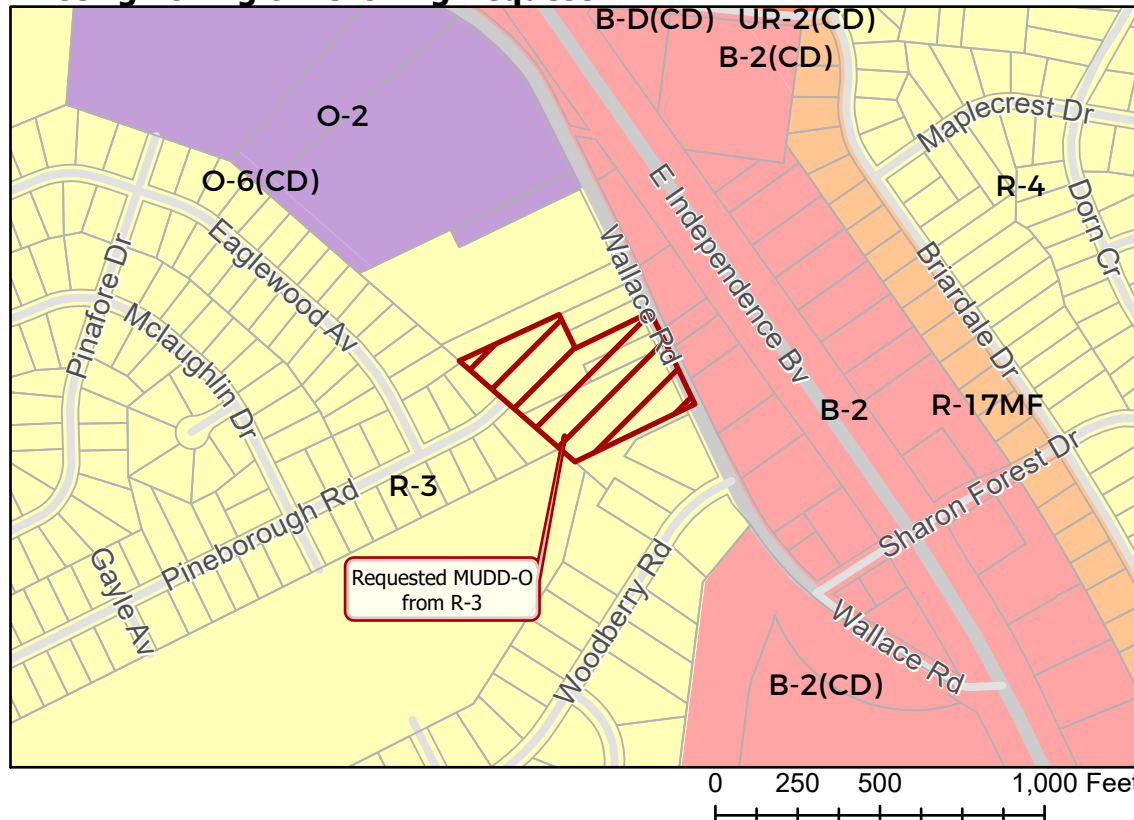 B-D(CD) UR-2(CD)
B-2(CD)
O-2
Maplecrest Dr
O-6(CD)
R-4
E Independence Bv
Dorn Cr
Eaglewood Av
Wallace Rd
Pinafore Dr
Briardale Dr
Mclaughlin Dr
B-2
R-17MF
Sharon Forest Dr
R-3
Pineborough Rd
Requested MUDD-O
from R-3
Gayle Av
Woodberry Rd
Wallace Rd
B-2(CD)
0 250 500 1,000 Feet